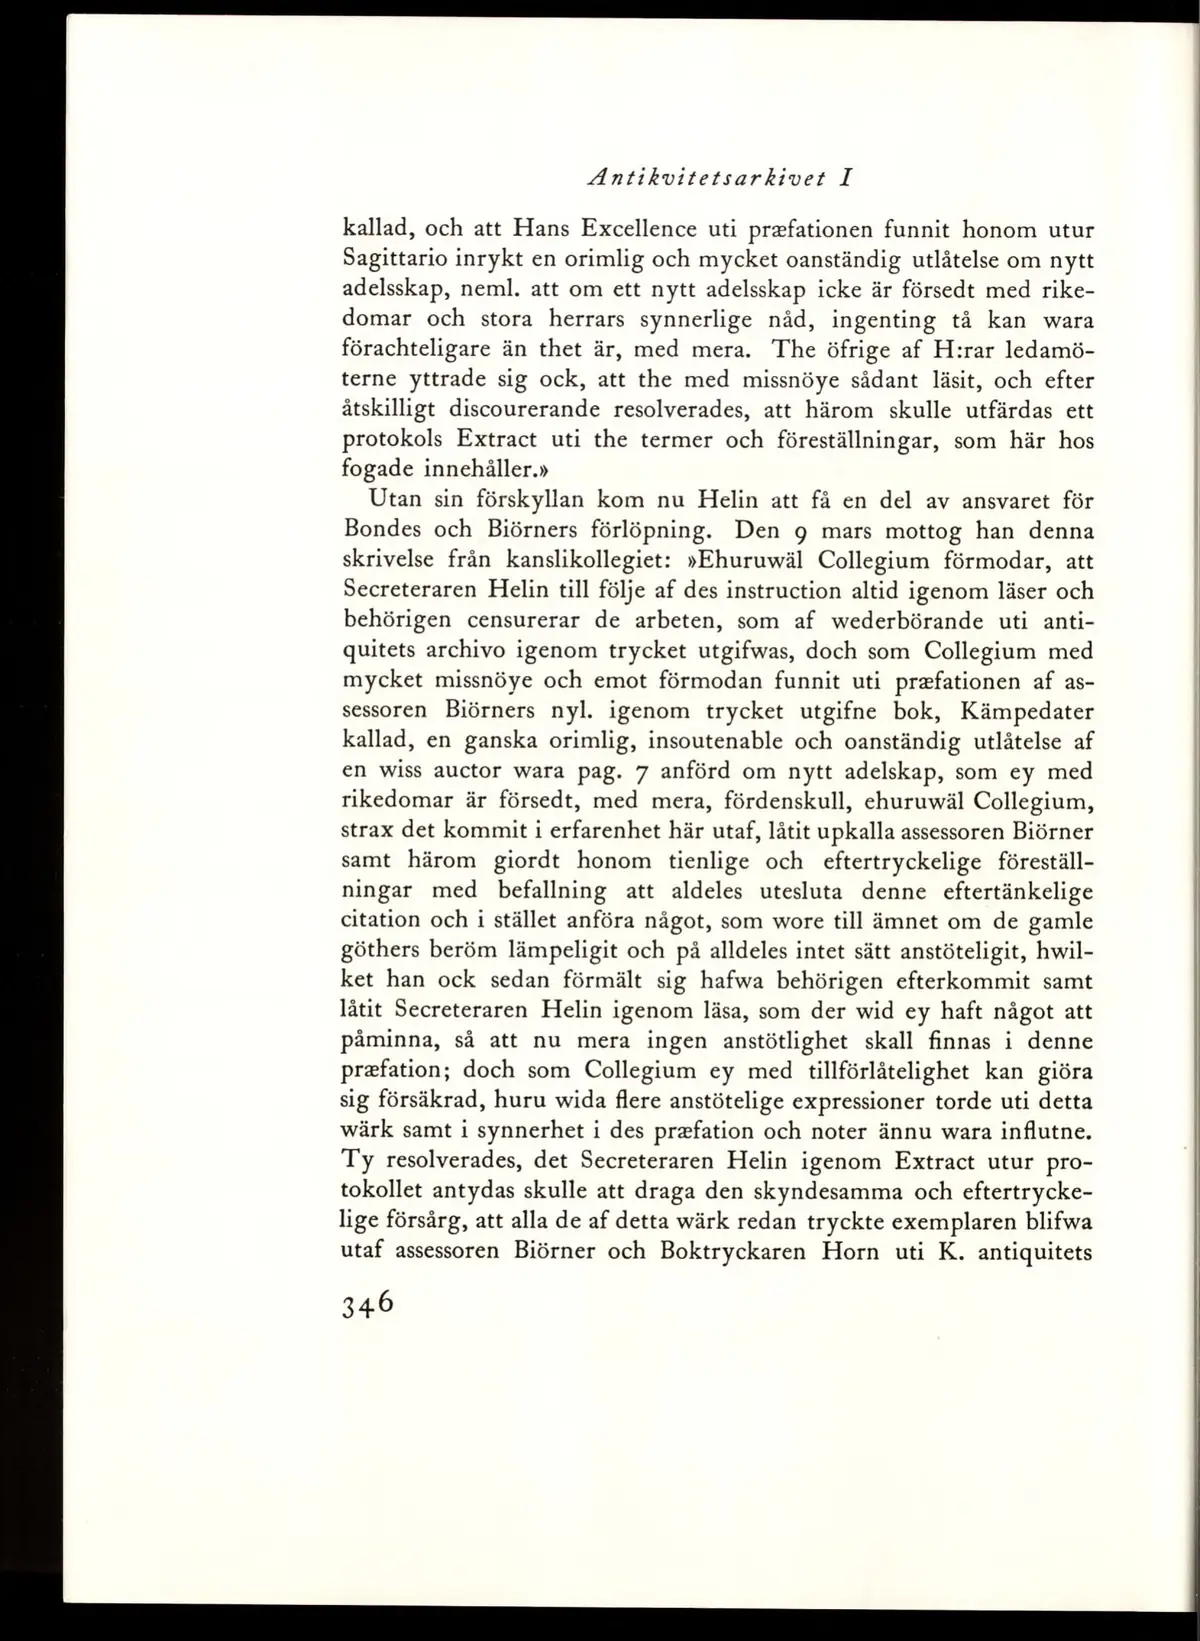 Antikvitetsarkivet I
kallad, och att Hans Excellence uti præfationen funnit honom utur
Sagittario inrykt en orimlig och mycket oanständig utlåtelse om nytt
adelsskap, neml. att om ett nytt adelsskap icke är försedt med rike-
domar och stora herrars synnerlige nåd, ingenting tå kan wara
förachteligare än thet är, med mera. The öfrige af H:rar ledamö-
terne yttrade sig ock, att the med missnöye sådant läsit, och efter
åtskilligt discourerande resolverades, att härom skulle utfärdas ett
protokols Extract uti the termer och föreställningar, som här hos
fogade innehåller.»
Utan sin förskyllan kom nu Helin att få en del av ansvaret för
Bondes och Biörners förlöpning. Den 9 mars mottog han denna
skrivelse från kanslikollegiet: »Ehuruwäl Collegium förmodar, att
Secreteraren Helin till följe af des instruction altid igenom läser och
behörigen censurerar de arbeten, som af wederbörande uti anti-
quitets archivo igenom trycket utgifwas, doch som Collegium med
mycket missnöye och emot förmodan funnit uti præfationen af as-
sessoren Biörners nyl. igenom trycket utgifne bok, Kämpedater
kallad, en ganska orimlig, insoutenable och oanständig utlåtelse af
en wiss auctor wara pag. 7 anförd om nytt adelskap, som ey med
rikedomar är försedt, med mera, fördenskull, ehuruwäl Collegium,
strax det kommit i erfarenhet här utaf, låtit upkalla assessoren Biörner
samt härom giordt honom tienlige och eftertryckelige föreställ-
ningar med befallning att aldeles utesluta denne eftertänkelige
citation och i stället anföra något, som wore till ämnet om de gamle
göthers beröm lämpeligit och på alldeles intet sätt anstöteligit, hwil-
ket han ock sedan förmält sig hafwa behörigen efterkommit samt
låtit Secreteraren Helin igenom läsa, som der wid ey haft något att
påminna, så att nu mera ingen anstötlighet skall finnas i denne
præfation; doch som Collegium ey med tillförlåtelighet kan giöra
sig försäkrad, huru wida flere anstötelige expressioner torde uti detta
wärk samt i synnerhet i des præfation och noter ännu wara influtne.
Ty resolverades, det Secreteraren Helin igenom Extract utur pro-
tokollet antydas skulle att draga den skyndesamma och eftertrycke-
lige försårg, att alla de af detta wärk redan tryckte exemplaren blifwa
utaf assessoren Biörner och Boktryckaren Horn uti K. antiquitets
346